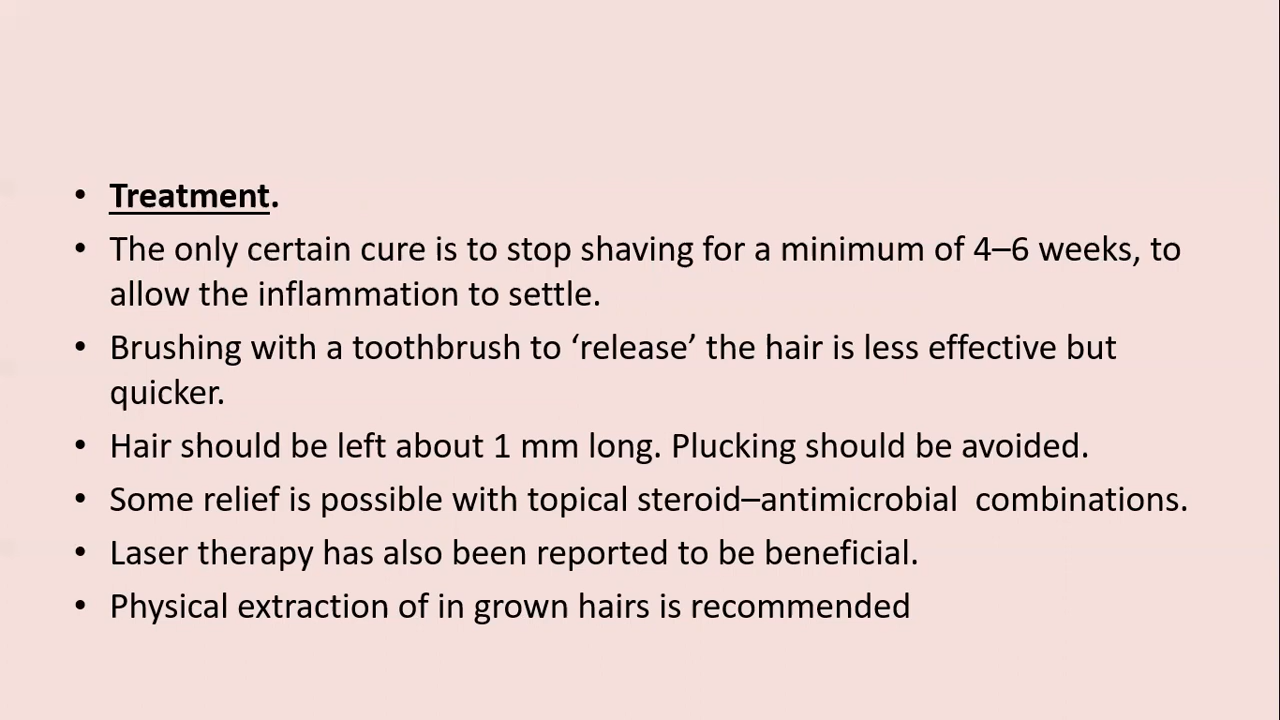 • Treatment.
• The only certain cure is to stop shaving for a minimum of 4–6 weeks, to
allow the inflammation to settle.
• Brushing with a toothbrush to ‘release’ the hair is less effective but
quicker.
• Hair should be left about 1 mm long. Plucking should be avoided.
• Some relief is possible with topical steroid–antimicrobial  combinations.
• Laser therapy has also been reported to be beneficial.
• Physical extraction of in grown hairs is recommended